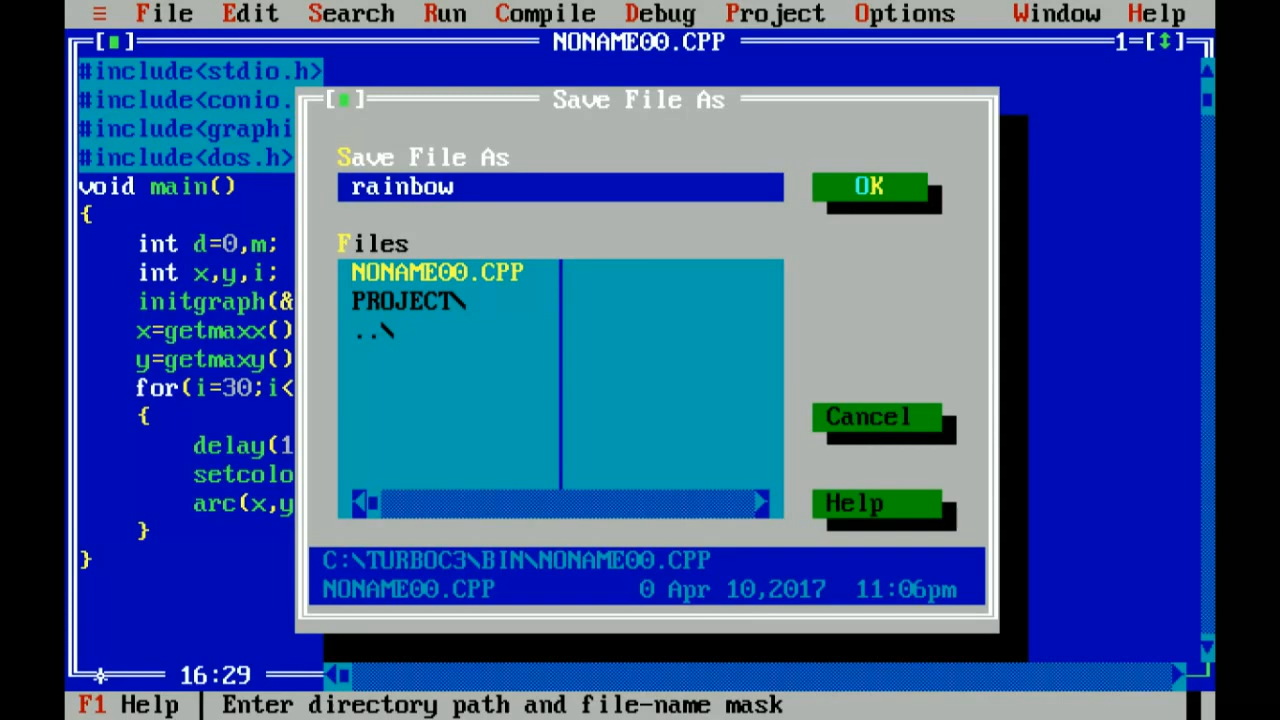 ≡ File Edit Search Run Compile Debug Project Options Window Help
NONAME00.CPP 1
#include<stdio.h>
#include<conio.
#include<graphi
#include<dos.h>
void main()
{
int d=0,m;
int x,y,i;
initgraph(&
x=getmaxx()
y=getmaxy()
for(i=30;i<
{
delay(1
setcolo
arc(x,y
}
}
Save File As
Save File As
rainbow
OK
Files
NONAME00.CPP
PROJECT\
..\
Cancel
Help
C:\TURBOC3\BIN\NONAME00.CPP
NONAME00.CPP 0 Apr 10,2017 11:06pm
16:29
F1 Help │ Enter directory path and file-name mask